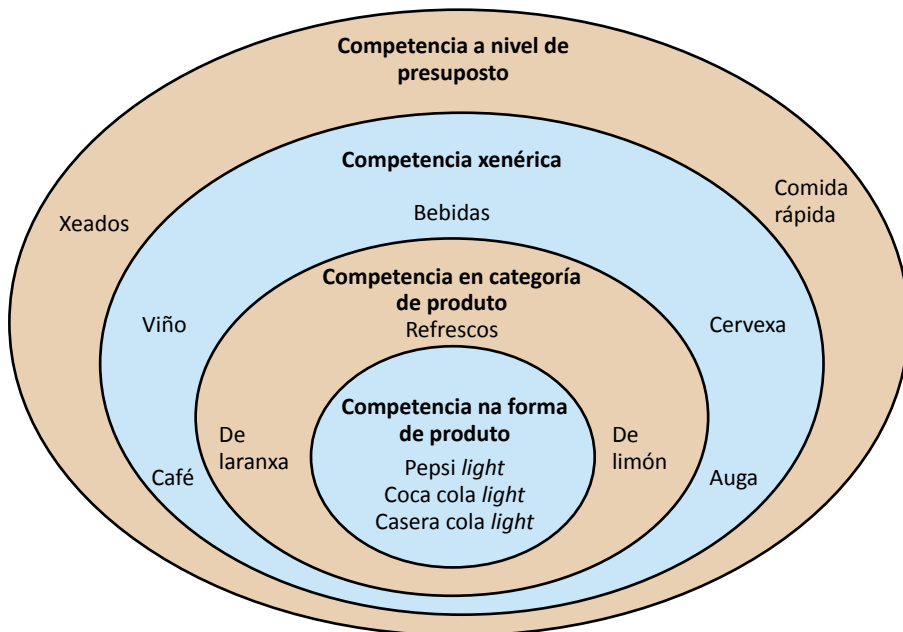 Competencia a nivel de
presuposto
Competencia xenérica
Bebidas
Xeados
Comida
rápida
Competencia en categoría
de produto
Refrescos
Viño
Cervexa
Competencia na forma
de produto
De
laranxa
De
limón
Pepsi light
Coca cola light
Casera cola light
Café
Auga